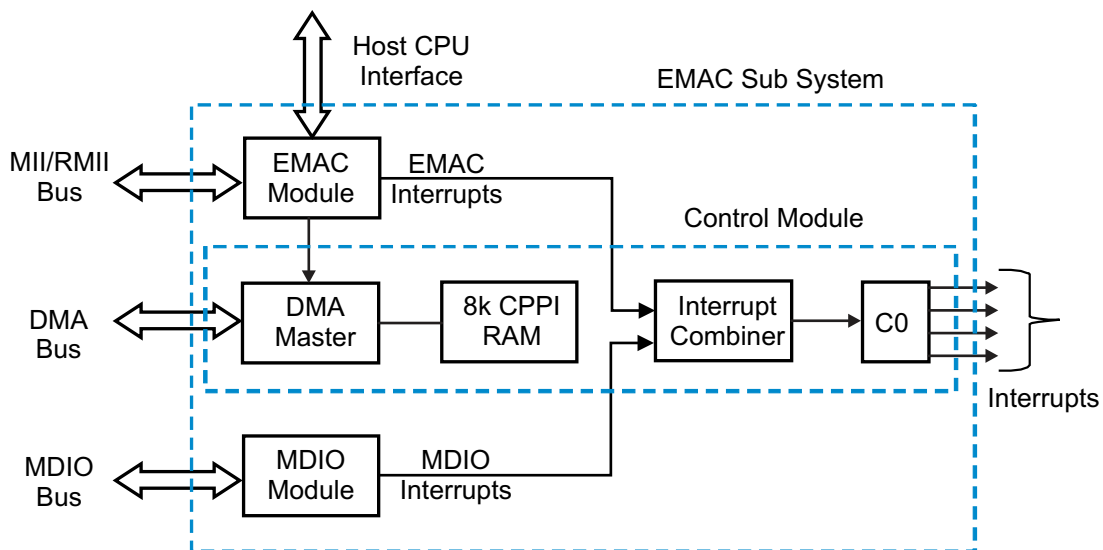 Host CPU
Interface
EMAC Sub System
MII/RMII
Bus
EMAC
Module
EMAC
Interrupts
Control Module
DMA
Bus
DMA
Master
8k CPPI
RAM
Interrupt
Combiner
C0
Interrupts
MDIO
Bus
MDIO
Module
MDIO
Interrupts